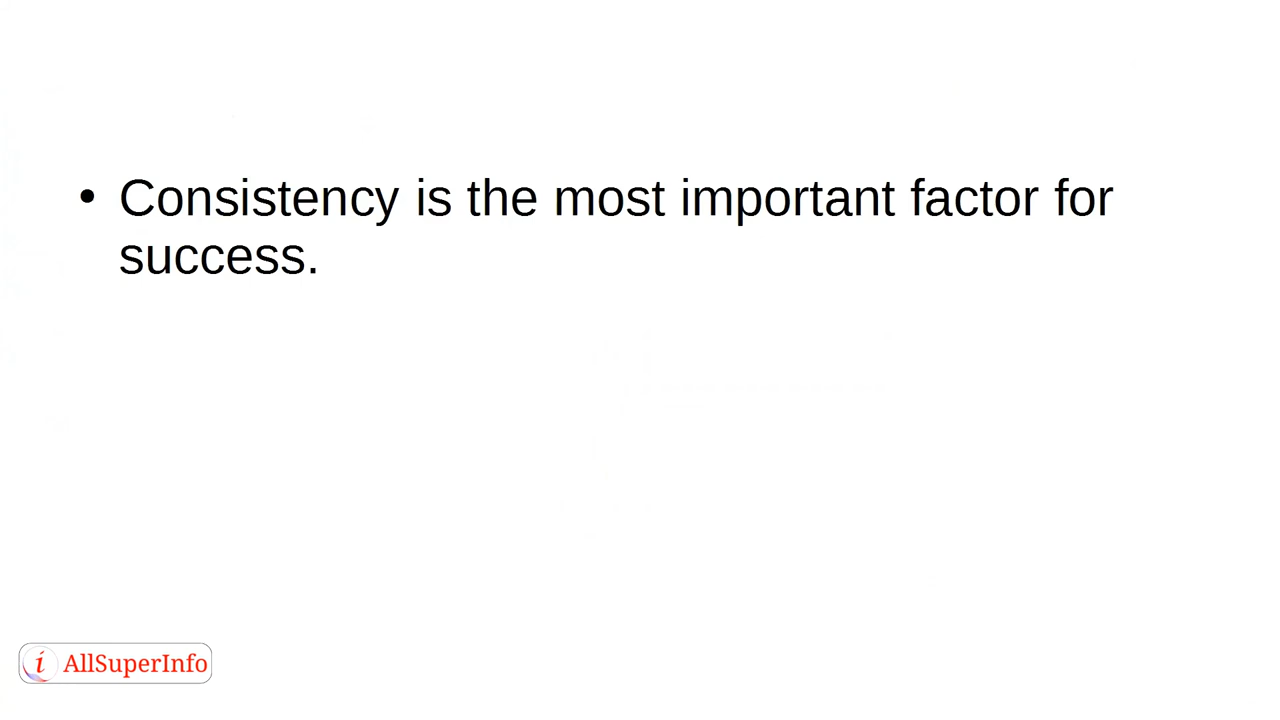 • Consistency is the most important factor for
success.
i AllSuperInfo